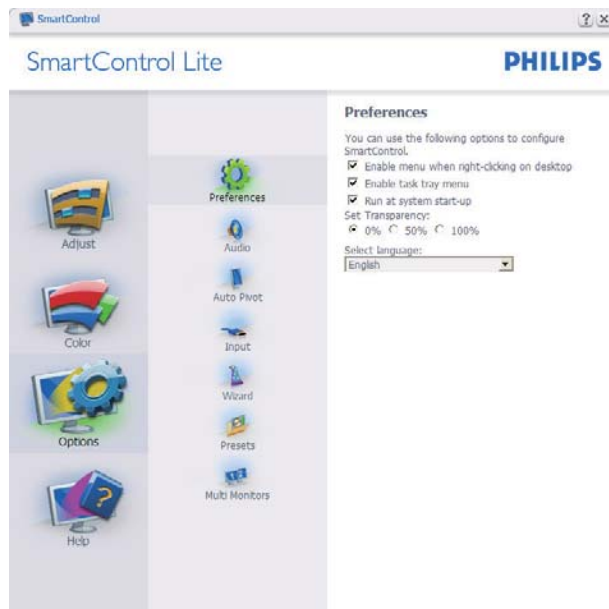 SmartControl
? x
SmartControl Lite
PHILIPS
Adjust
Color
Options
Help
Preferences
Audio
Auto Pivot
Input
Wizard
Presets
Multi Monitors
Preferences
You can use the following options to configure
SmartControl.
Enable menu when right-clicking on desktop
Enable task tray menu
Run at system start-up
Set Transparency:
0% 50% 100%
Select language:
English